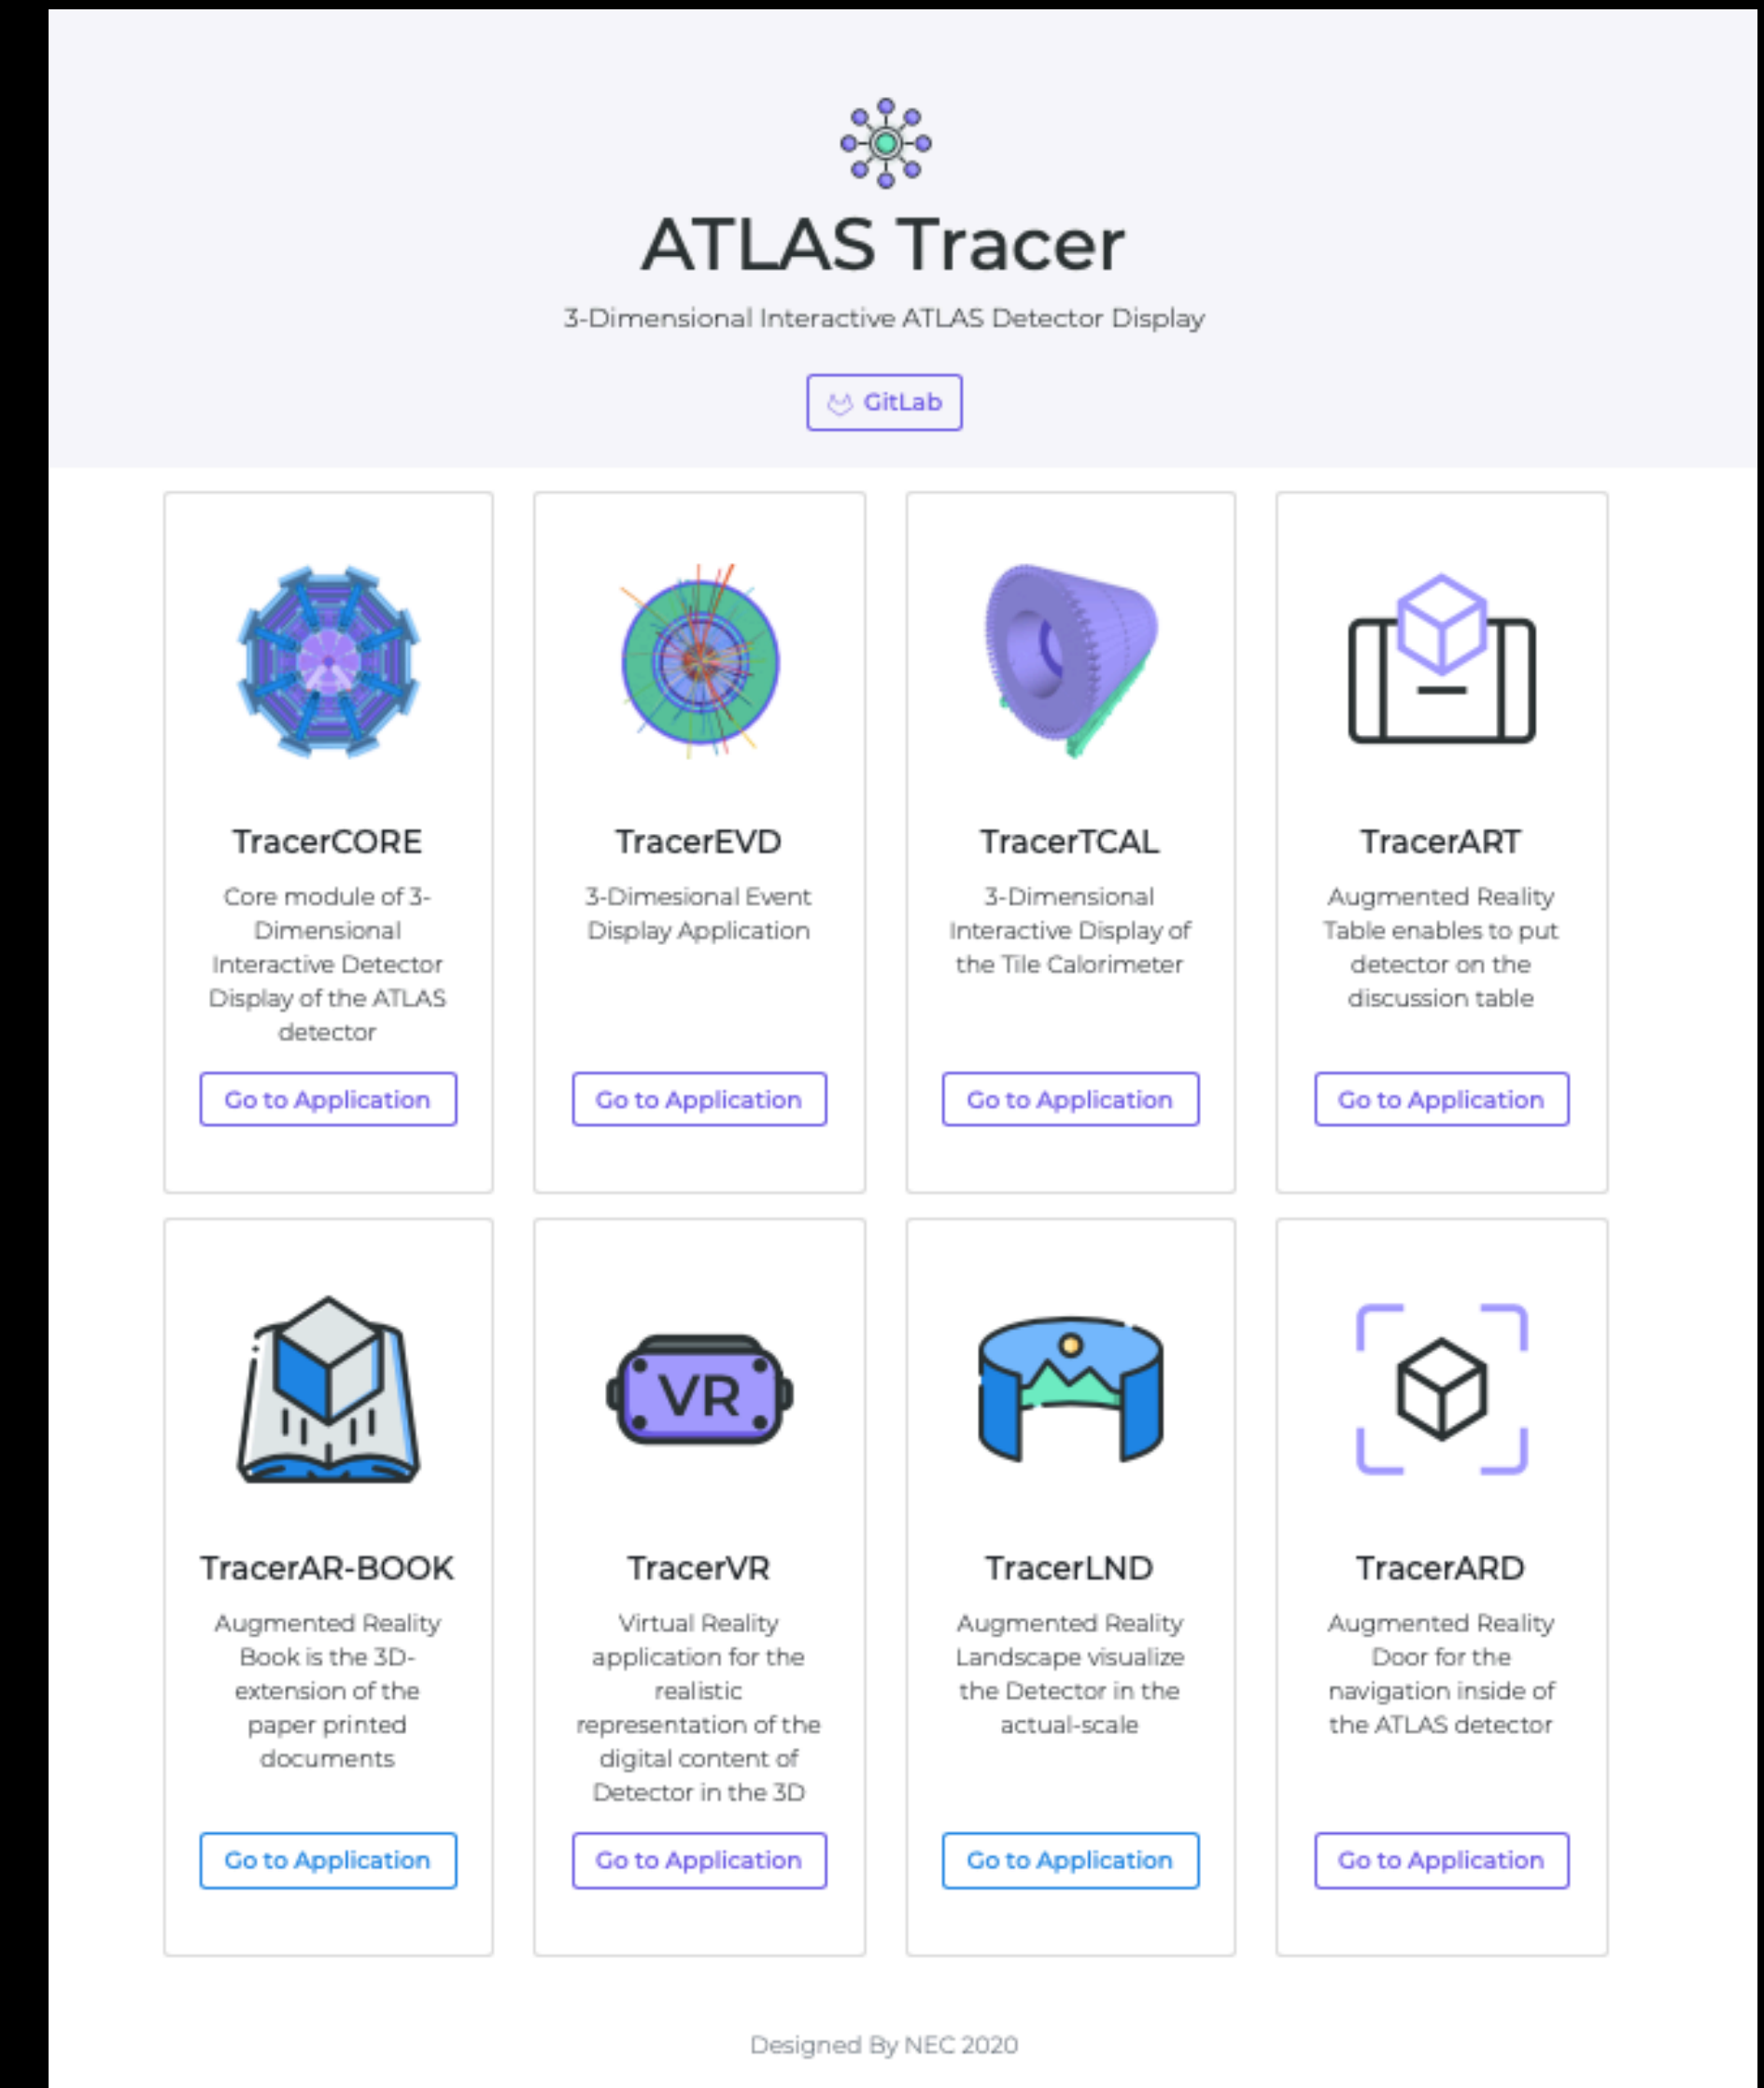 ATLAS Tracer
3-Dimensional Interactive ATLAS Detector Display
GitLab
TracerCORE
Core module of 3-
Dimensional
Interactive Detector
Display of the ATLAS
detector
Go to Application
TracerEVD
3-Dimesional Event
Display Application
Go to Application
TracerTCAL
3-Dimensional
Interactive Display of
the Tile Calorimeter
Go to Application
TracerART
Augmented Reality
Table enables to put
detector on the
discussion table
Go to Application
TracerAR-BOOK
Augmented Reality
Book is the 3D-
extension of the
paper printed
documents
Go to Application
VR
TracerVR
Virtual Reality
application for the
realistic
representation of the
digital content of
Detector in the 3D
Go to Application
TracerLND
Augmented Reality
Landscape visualize
the Detector in the
actual-scale
Go to Application
TracerARD
Augmented Reality
Door for the
navigation inside of
the ATLAS detector
Go to Application
Designed By NEC 2020